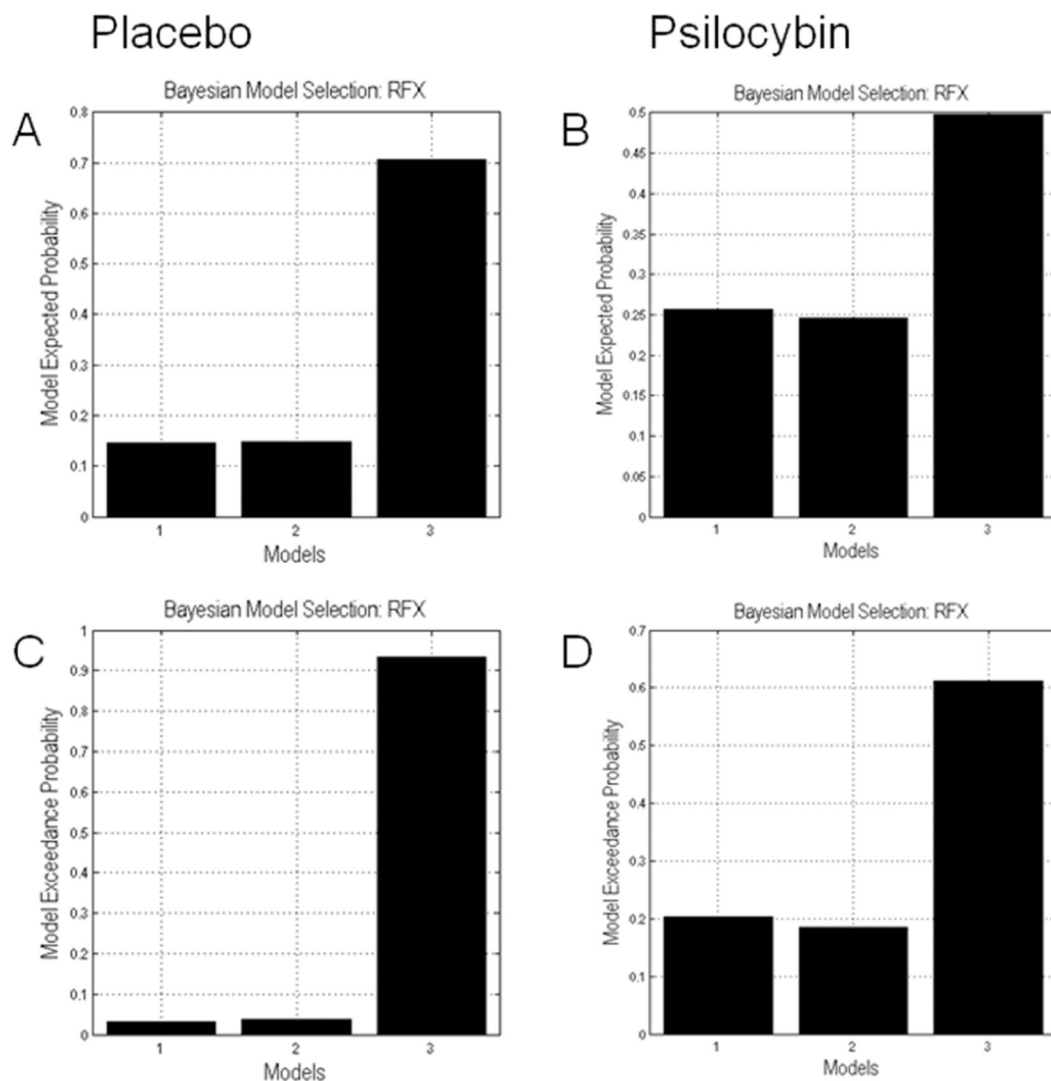 Placebo
Psilocybin
A
Bayesian Model Selection: RFX
0.8
0.7
0.6
0.5
0.4
0.3
0.2
0.1
0
Model Expected Probability
1 2 3
Models
B
Bayesian Model Selection: RFX
0.5
0.45
0.4
0.35
0.3
0.25
0.2
0.15
0.1
0.05
0
Model Expected Probability
1 2 3
Models
C
Bayesian Model Selection: RFX
1
0.9
0.8
0.7
0.6
0.5
0.4
0.3
0.2
0.1
0
Model Exceedance Probability
1 2 3
Models
D
Bayesian Model Selection: RFX
0.7
0.6
0.5
0.4
0.3
0.2
0.1
0
Model Exceedance Probability
1 2 3
Models